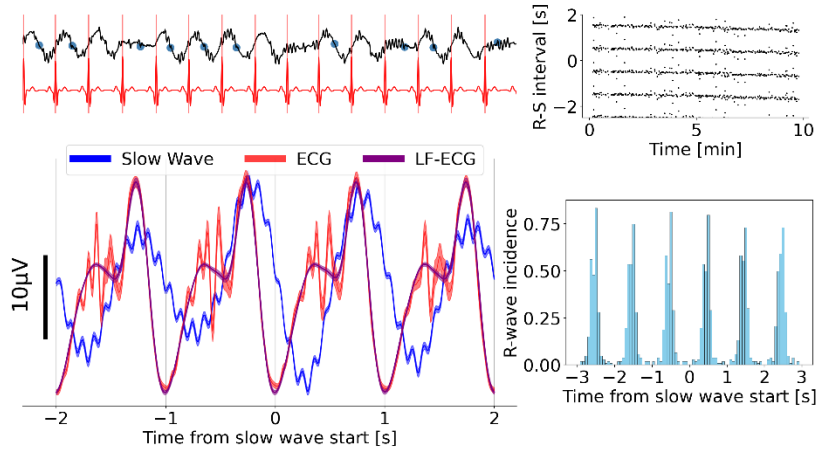 2
0
−2
R-S interval [s]
0
5
10
Time [min]
Slow Wave
ECG
LF-ECG
10μV
−2
−1
0
1
2
Time from slow wave start [s]
0.75
0.50
0.25
0.00
R-wave incidence
−3
−2
−1
0
1
2
3
Time from slow wave start [s]